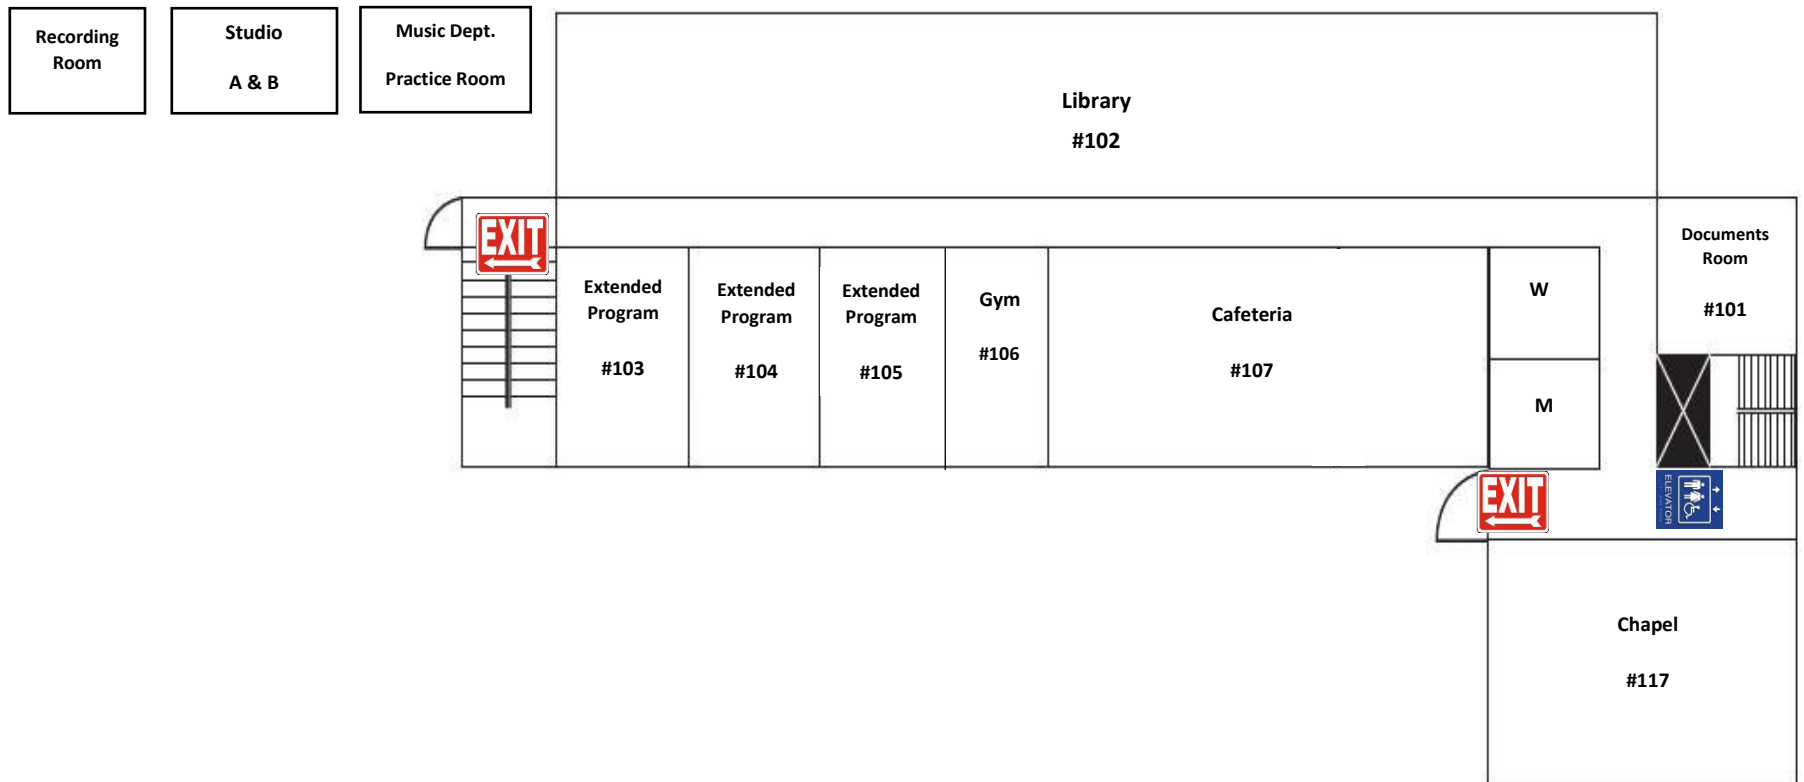 Recording
Room
Studio
A & B
Music Dept.
Practice Room
Library
#102
EXIT
Extended
Program
#103
Extended
Program
#104
Extended
Program
#105
Gym
#106
Cafeteria
#107
W
M
Documents
Room
#101
EXIT
ELEVATOR
Chapel
#117